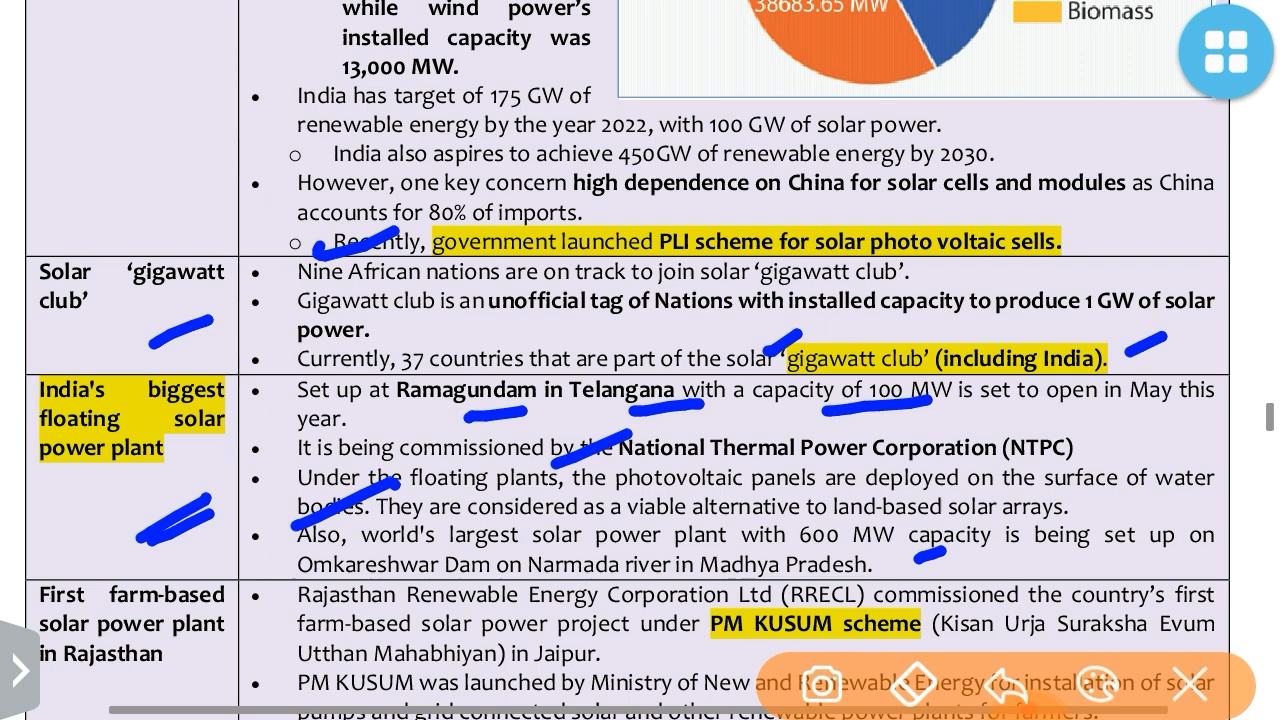 while wind power's
installed capacity was
13,000 MW.
38683.65 MW
Biomass
• India has target of 175 GW of
renewable energy by the year 2022, with 100 GW of solar power.
o India also aspires to achieve 450GW of renewable energy by 2030.
• However, one key concern high dependence on China for solar cells and modules as China
accounts for 80% of imports.
o Recently, government launched PLI scheme for solar photo voltaic sells.
Solar 'gigawatt
club'
• Nine African nations are on track to join solar 'gigawatt club'.
• Gigawatt club is an unofficial tag of Nations with installed capacity to produce 1 GW of solar
power.
• Currently, 37 countries that are part of the solar 'gigawatt club' (including India).
India's biggest
floating solar
power plant
• Set up at Ramagundam in Telangana with a capacity of 100 MW is set to open in May this
year.
• It is being commissioned by the National Thermal Power Corporation (NTPC)
• Under the floating plants, the photovoltaic panels are deployed on the surface of water
bodies. They are considered as a viable alternative to land-based solar arrays.
• Also, world's largest solar power plant with 600 MW capacity is being set up on
Omkareshwar Dam on Narmada river in Madhya Pradesh.
First farm-based
solar power plant
in Rajasthan
• Rajasthan Renewable Energy Corporation Ltd (RRECL) commissioned the country's first
farm-based solar power project under PM KUSUM scheme (Kisan Urja Suraksha Evum
Utthan Mahabhiyan) in Jaipur.
• PM KUSUM was launched by Ministry of New and Renewable Energy for installation of solar
pumps and grid connected solar and other renewable power plants for farmers.